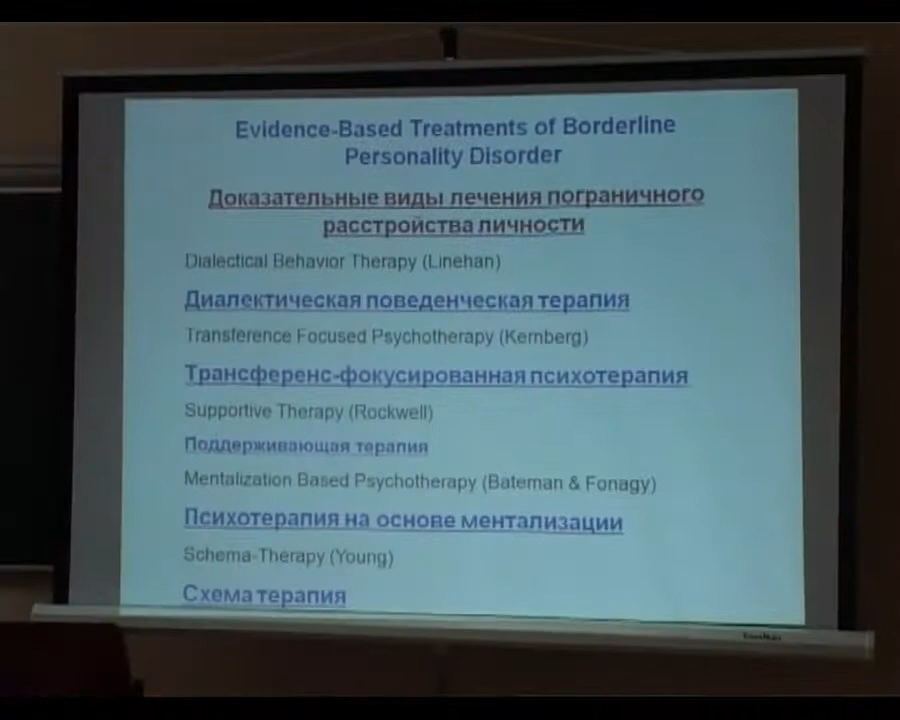 Evidence-Based Treatments of Borderline
Personality Disorder
Доказательные виды лечения пограничного
расстройства личности
Dialectical Behavior Therapy (Linehan)
Диалектическая поведенческая терапия
Transference Focused Psychotherapy (Kernberg)
Трансференс-фокусированная психотерапия
Supportive Therapy (Rockwell)
Поддерживающая терапия
Mentalization Based Psychotherapy (Bateman & Fonagy)
Психотерапия на основе ментализации
Schema-Therapy (Young)
Схема терапия